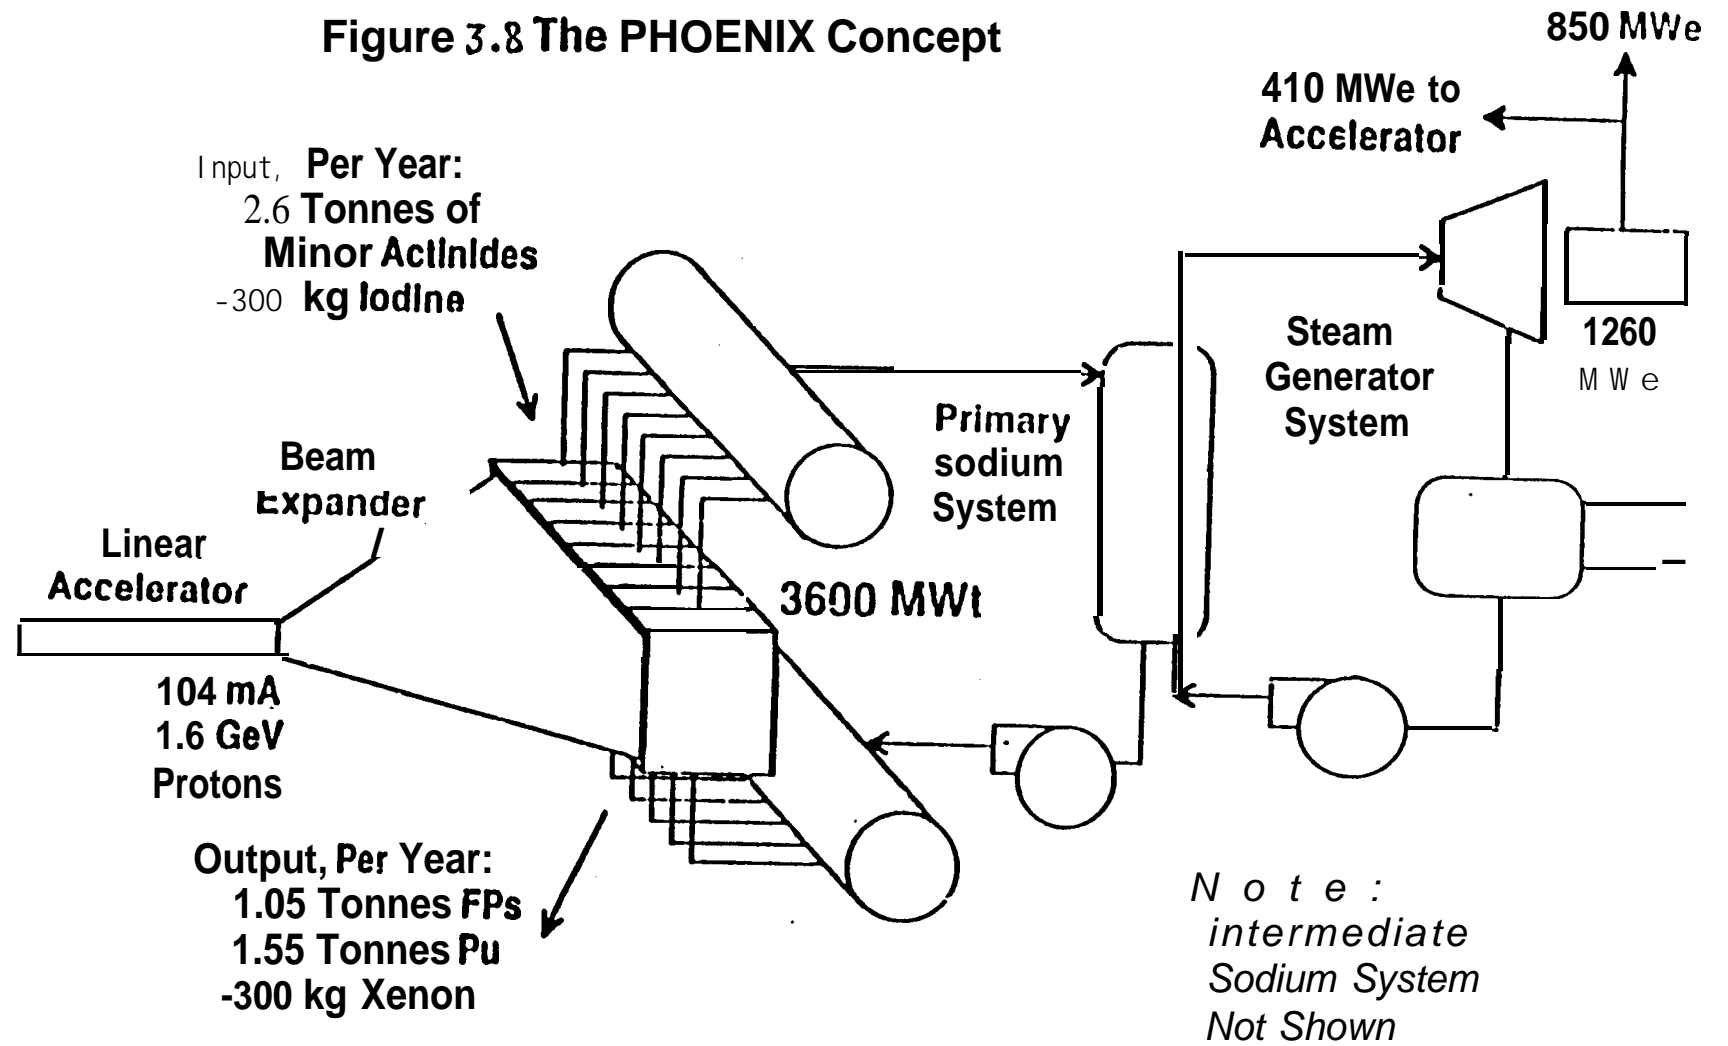 Figure 3.8 The PHOENIX Concept
850 MWe
410 MWe to
Accelerator
Input, Per Year:
2.6 Tonnes of
Minor Actinides
-300 kg Iodine
Steam
Generator
System
1260
MWe
Primary
sodium
System
Beam
Expander
Linear
Accelerator
3600 MWt
104 mA
1.6 GeV
Protons
Output, Per Year:
1.05 Tonnes FPs
1.55 Tonnes Pu
-300 kg Xenon
Note:
intermediate
Sodium System
Not Shown